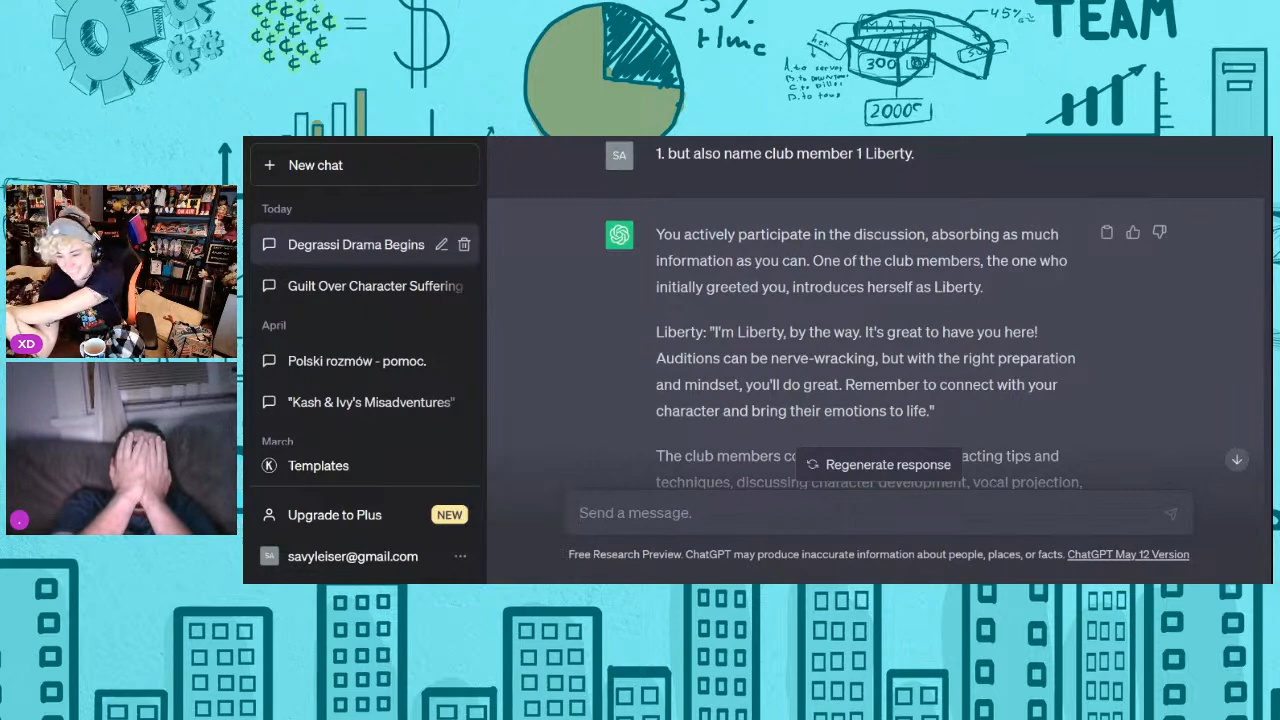 25%
time
45%
TEAM
MAIN
300
2000
SA
1. but also name club member 1 Liberty.
+ New chat
Today
Degrassi Drama Begins
Guilt Over Character Suffering
April
Polski rozmów - pomoc.
"Kash & Ivy's Misadventures"
March
Templates
Upgrade to Plus
NEW
SA
savyleiser@gmail.com
You actively participate in the discussion, absorbing as much
information as you can. One of the club members, the one who
initially greeted you, introduces herself as Liberty.
Liberty: "I'm Liberty, by the way. It's great to have you here!
Auditions can be nerve-wracking, but with the right preparation
and mindset, you'll do great. Remember to connect with your
character and bring their emotions to life."
The club members co
acting tips and
techniques, discussing character development, vocal projection,
Regenerate response
Send a message.
Free Research Preview. ChatGPT may produce inaccurate information about people, places, or facts. ChatGPT May 12 Version
XD
.